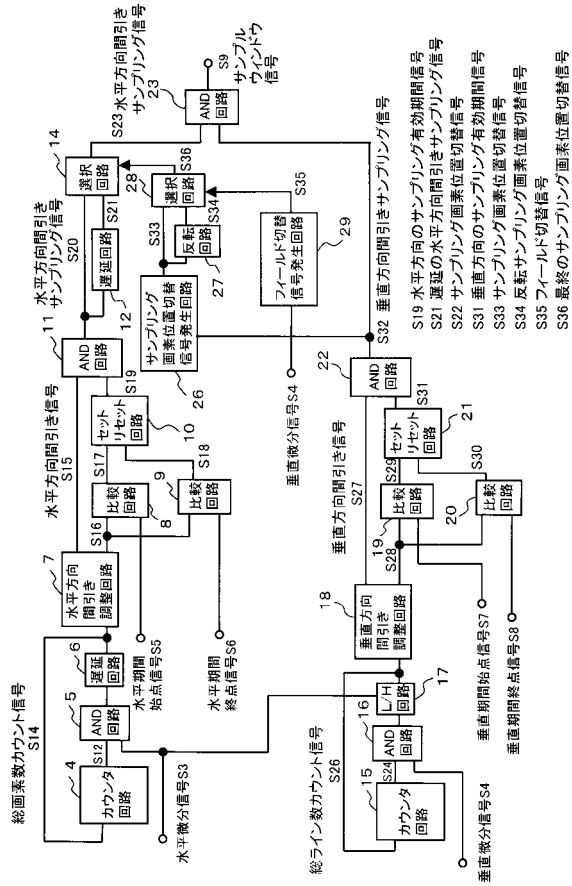 総画素数カウント信号
S14
4
カウンタ
回路
S12
5
AND
回路
6
遅延
回路
水平微分信号S3
7
水平方向
間引き
調整回路
S16
水平期間
始点信号S5
水平期間
終点信号S6
水平方向間引き信号
S15
S17
比較
回路
8
9
比較
回路
S18
セット
リセット
回路
10
S19
11
AND
回路
水平方向間引き
サンプリング信号
S20
12
遅延
回路
S21
14
選択
回路
S36
S23 水平方向間引き
サンプリング信号
23
AND
回路
S9
サンプル
ウィンドウ
信号
サンプリング
画素位置切替
信号発生回路
26
S33
反転
回路
27
S34
28
選択
回路
S35
フィールド切替
信号発生回路
29
垂直微分信号S4
S32 垂直方向間引きサンプリング信号
総ライン数カウント信号
S26
15
カウンタ
回路
S24
16
AND
回路
L/H
17
垂直微分信号S4
18
垂直方向
間引き
調整回路
S28
垂直方向間引き信号
S27
19
比較
回路
S29
20
比較
回路
S30
セット
リセット
回路
21
S31
22
AND
回路
垂直期間始点信号S7
垂直期間終点信号S8
S19 水平方向のサンプリング有効期間信号
S21 遅延の水平方向間引きサンプリング信号
S22 サンプリング画素位置切替信号
S31 垂直方向のサンプリング有効期間信号
S33 サンプリング画素位置切替信号
S34 反転サンプリング画素位置切替信号
S35 フィールド切替信号
S36 最終のサンプリング画素位置切替信号